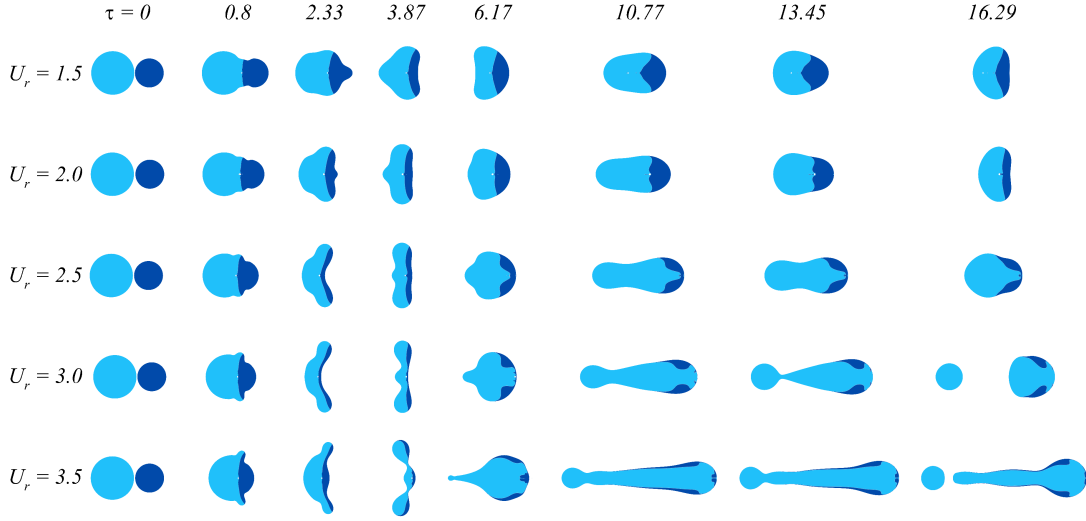 τ = 0 0.8 2.33 3.87 6.17 10.77 13.45 16.29
U_r = 1.5
U_r = 2.0
U_r = 2.5
U_r = 3.0
U_r = 3.5